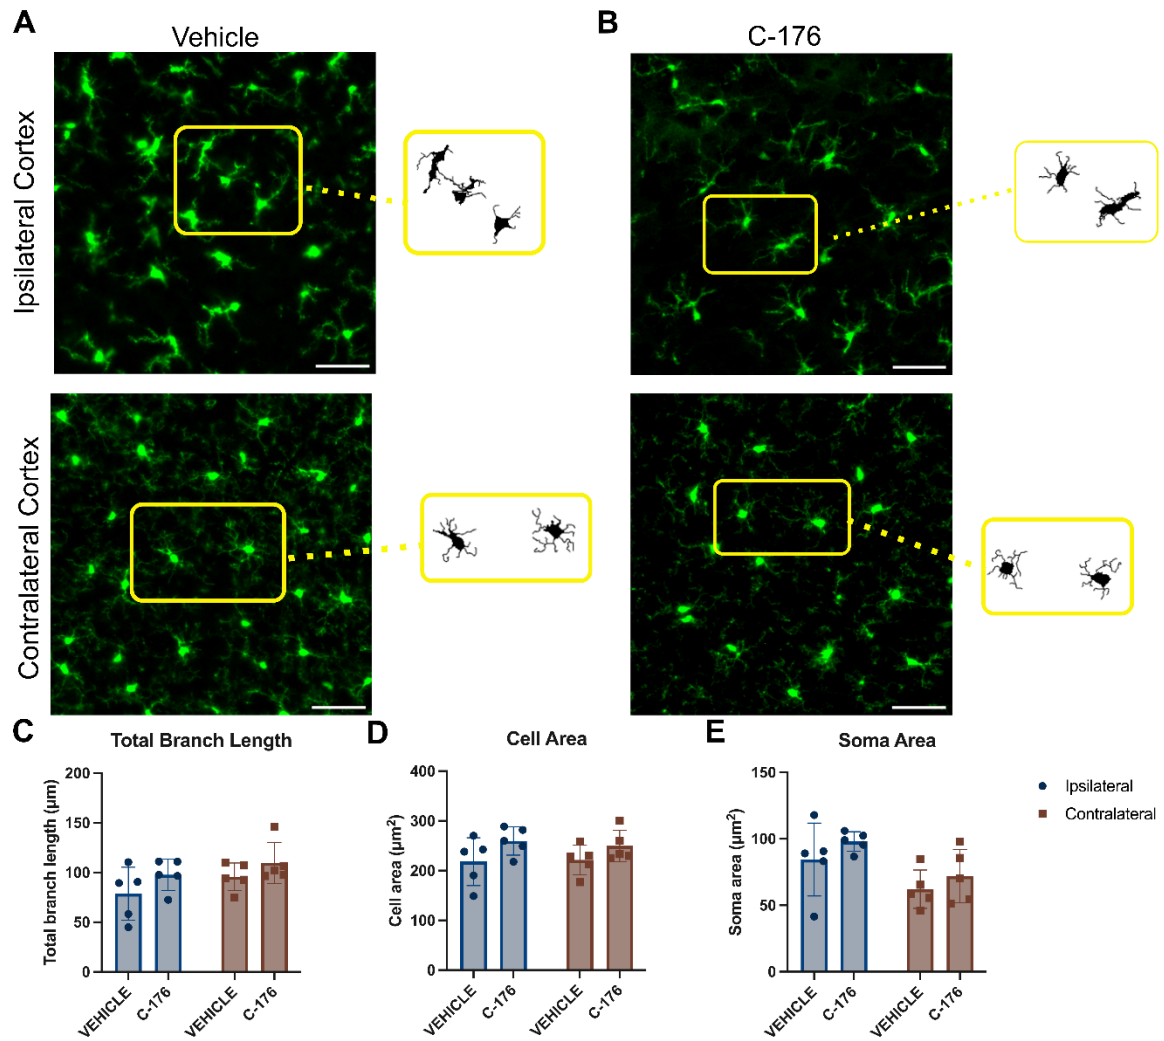 A
Vehicle
B
C-176
Ipsilateral Cortex
Contralateral Cortex
C
Total Branch Length
Total branch length (µm)
200
150
100
50
0
VEHICLE
C-176
VEHICLE
C-176
D
Cell Area
Cell area (µm²)
400
300
200
100
0
VEHICLE
C-176
VEHICLE
C-176
E
Soma Area
Soma area (µm²)
150
100
50
0
VEHICLE
C-176
VEHICLE
C-176
Ipsilateral
Contralateral